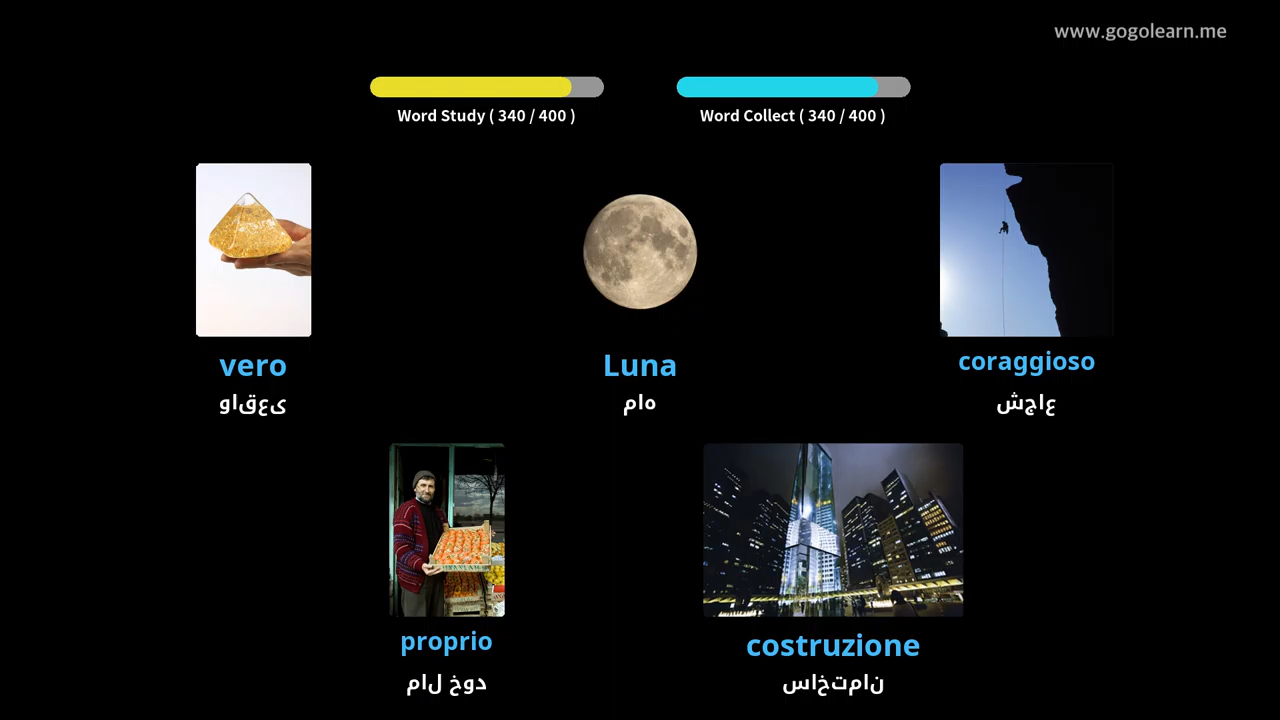 www.gogolearn.me
Word Study ( 340 / 400 )
Word Collect ( 340 / 400 )
vero
واقعی
Luna
ماه
coraggioso
شجاع
proprio
مال خود
costruzione
ساختمان